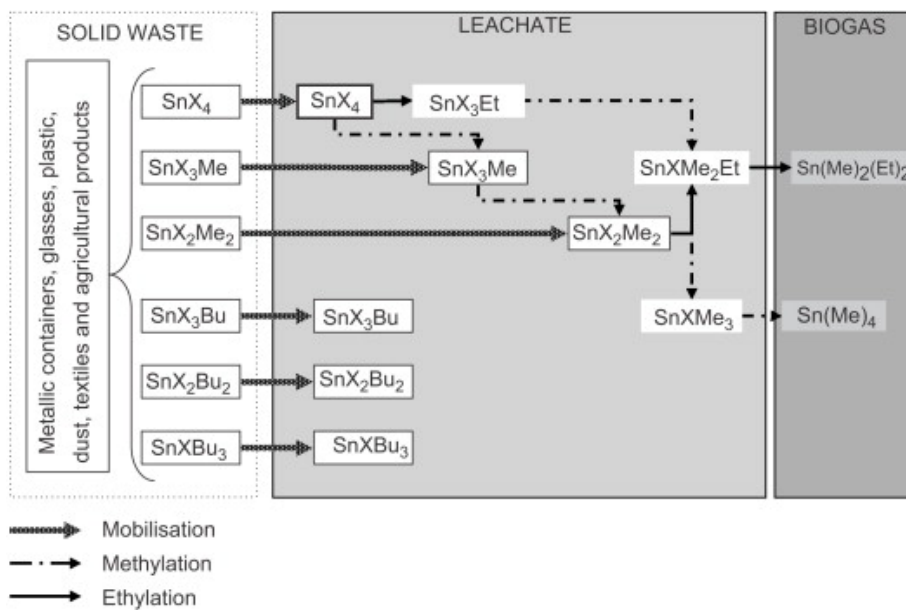 SOLID WASTE
LEACHATE
BIOGAS
Metallic containers, glasses, plastic,
dust, textiles and agricultural products
SnX₄
SnX₄
SnX₃Et
SnX₃Me
SnX₃Me
SnXMe₂Et
Sn(Me)₂(Et)₂
SnX₂Me₂
SnX₂Me₂
SnX₃Bu
SnX₃Bu
SnXMe₃
Sn(Me)₄
SnX₂Bu₂
SnX₂Bu₂
SnXBu₃
SnXBu₃
Mobilisation
Methylation
Ethylation